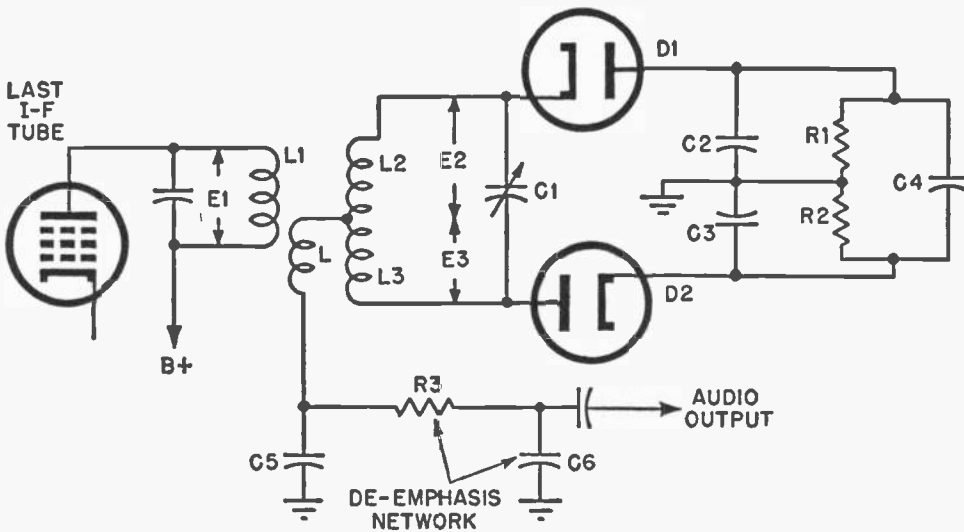 LAST
I-F
TUBE
E1
L1
B+
L
L2
L3
E2
E3
C1
D1
D2
C2
C3
R1
R2
C4
R3
C5
C6
AUDIO
OUTPUT
DE-EMPHASIS
NETWORK